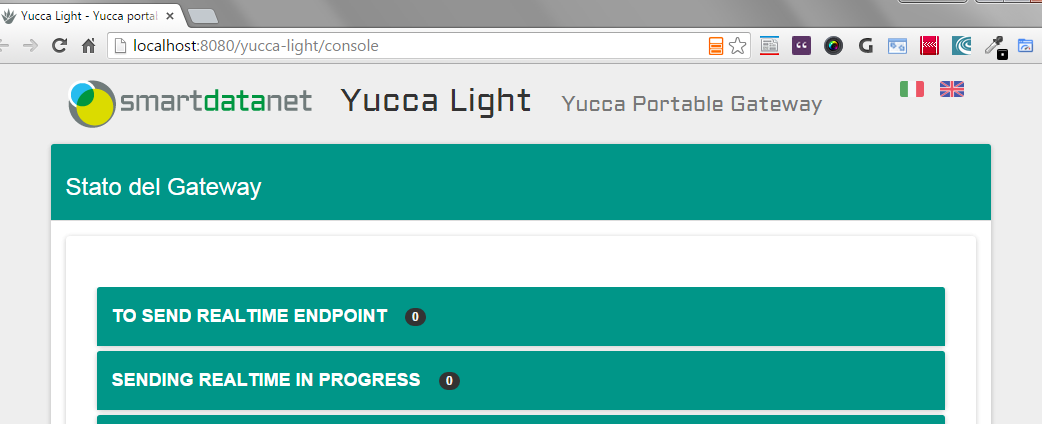 Yucca Light - Yucca portal
localhost:8080/yucca-light/console
smartdatanet Yucca Light Yucca Portable Gateway
Stato del Gateway
TO SEND REALTIME ENDPOINT 0
SENDING REALTIME IN PROGRESS 0